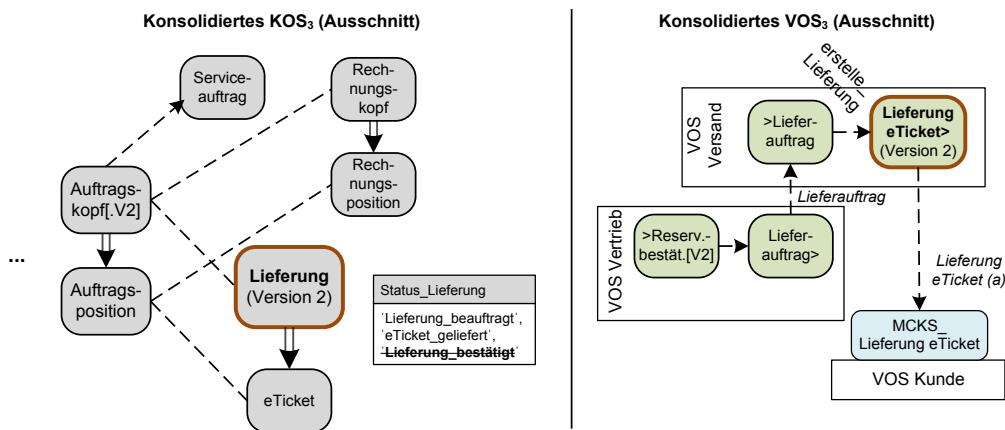 Konsolidiertes KOS₃ (Ausschnitt)
Service-
auftrag
Rech-
nungs-
kopf
Rech-
nungs-
position
Auftrags-
kopf[.V2]
...
Auftrags-
position
Lieferung
(Version 2)
eTicket
Status_Lieferung
'Lieferung_beauftragt',
'eTicket_geliefert',
'Lieferung_bestätigt'
Konsolidiertes VOS₃ (Ausschnitt)
erstelle_
Lieferung
VOS
Versand
>Liefer-
auftrag
Lieferung
eTicket>
(Version 2)
Lieferauftrag
VOS Vertrieb
>Reserv.-
bestät.[V2]
Liefer-
auftrag>
Lieferung
eTicket (a)
MCKS_
Lieferung eTicket
VOS Kunde